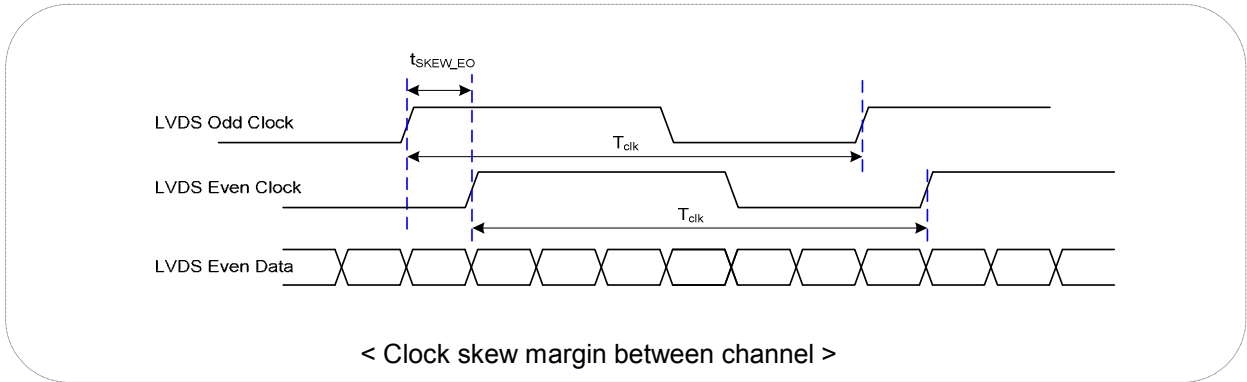 tSKEW_EO
LVDS Odd Clock
Tclk
LVDS Even Clock
Tclk
LVDS Even Data
< Clock skew margin between channel >